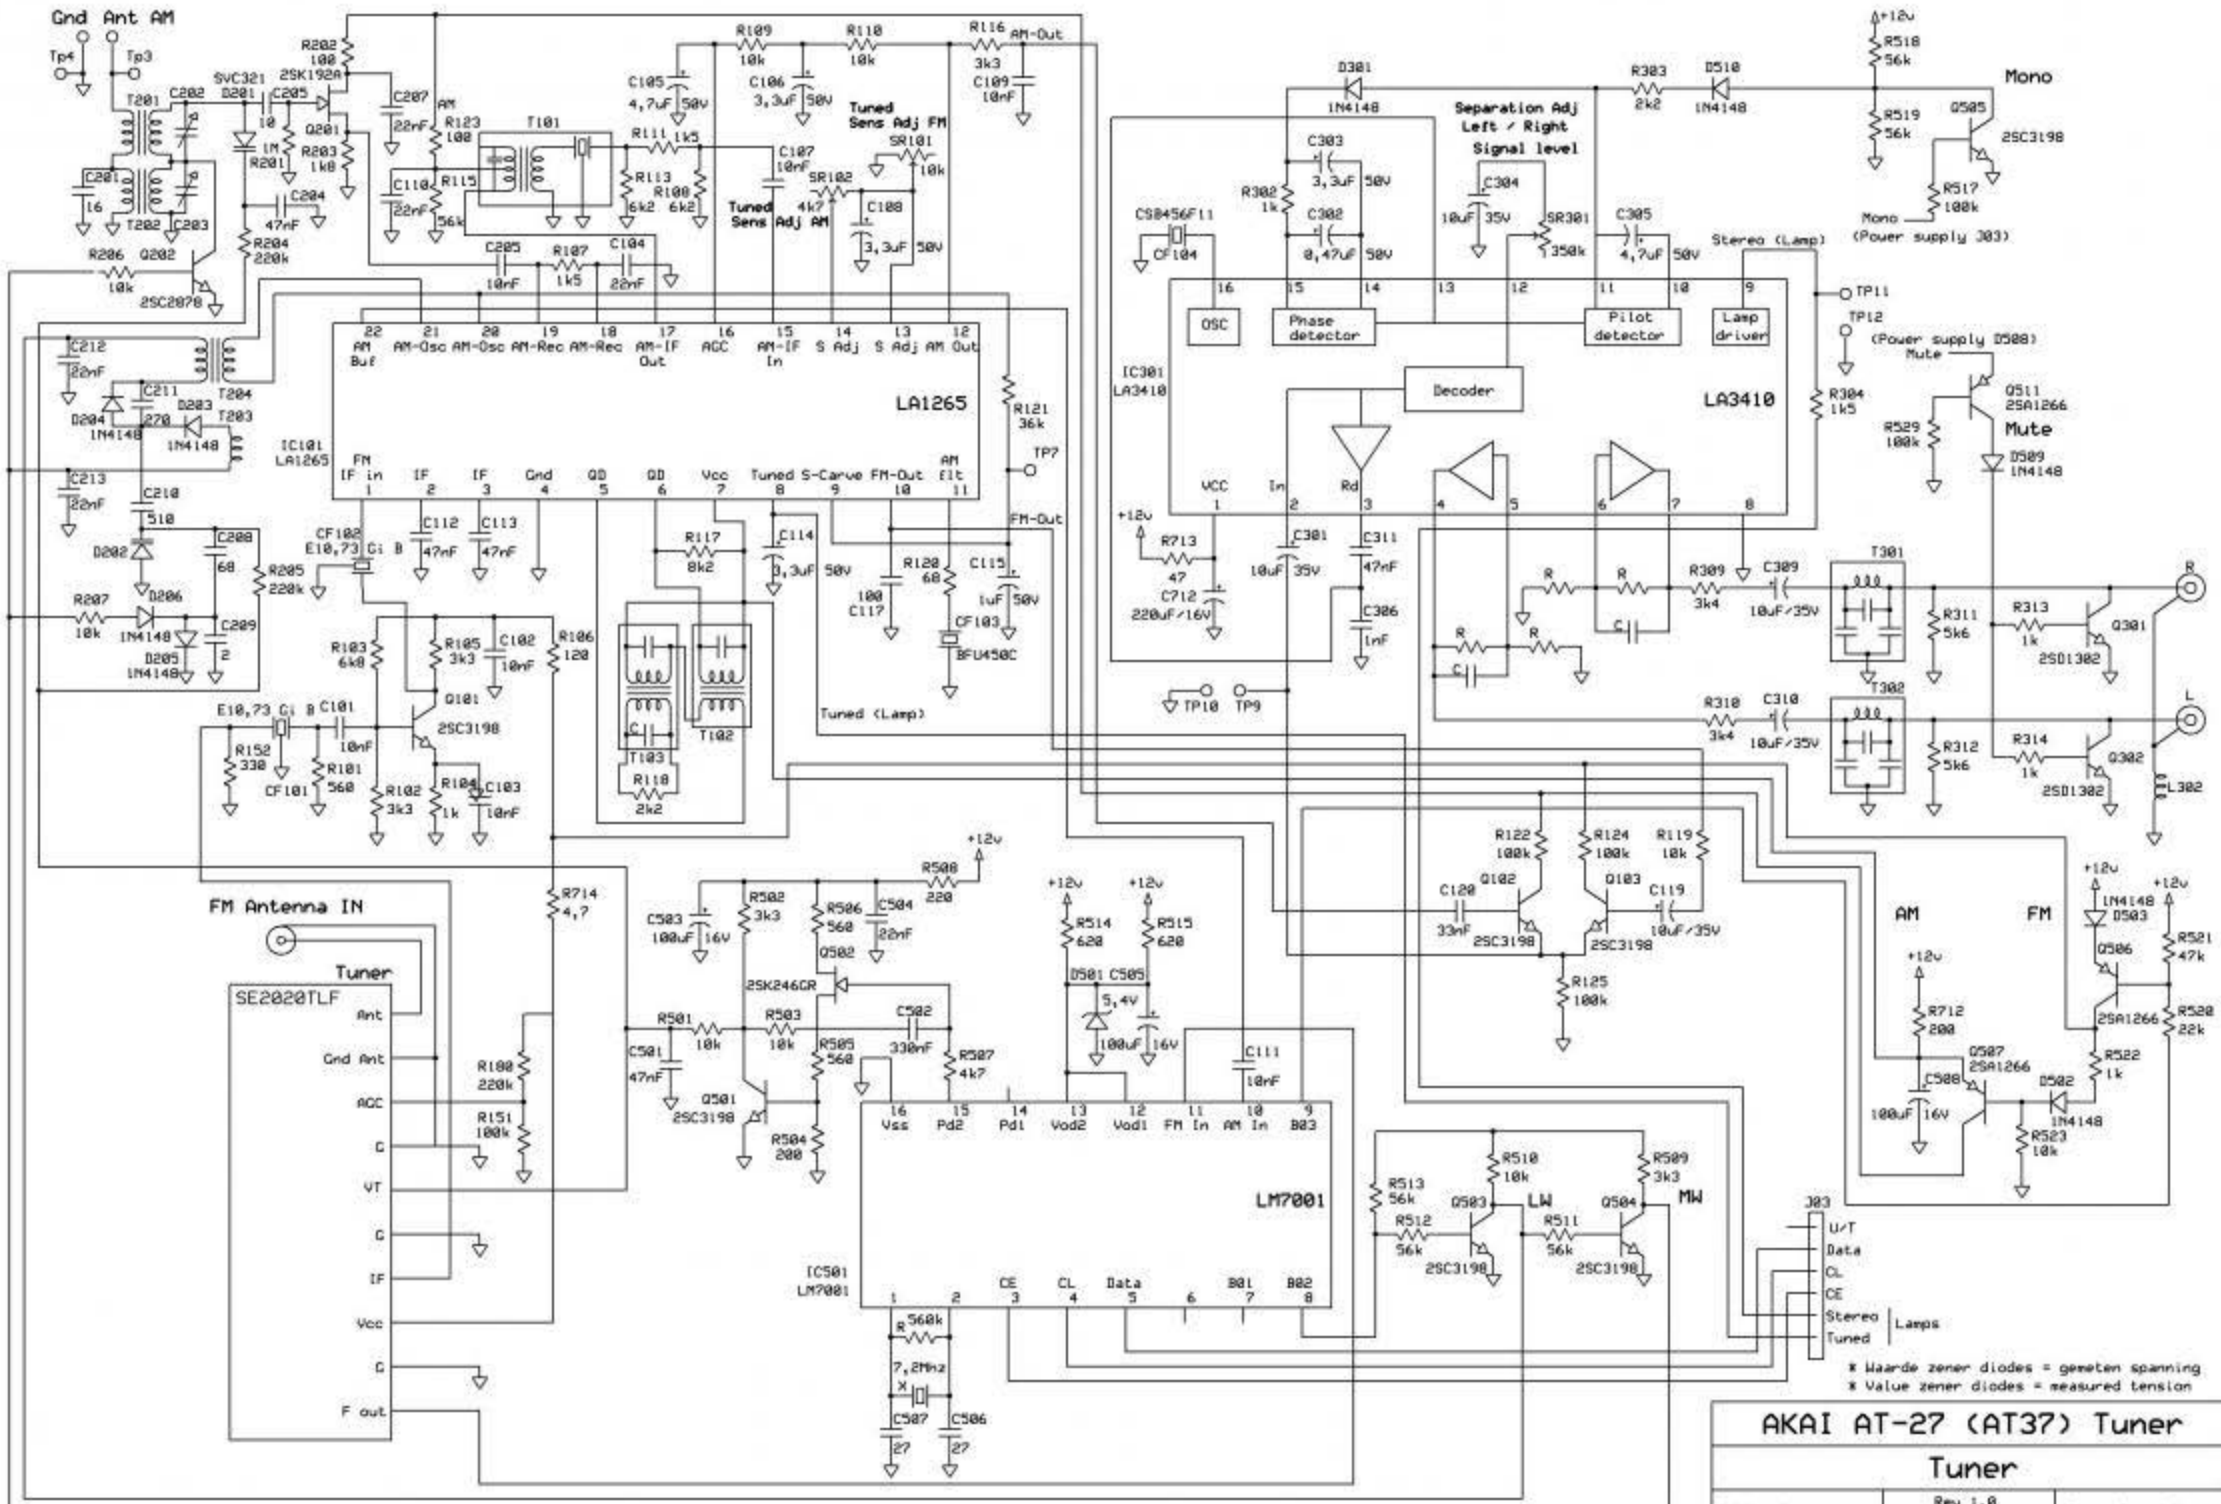 Gnd Ant AM
Tp4
Tp3
T201
C202
SVC321
D201
C205
10
R202
100
2SK192A
Q201
1M
R201
R203
1k8
C207
22nF
C201
16
T202
C203
C204
47nF
R204
220k
R206
10k
Q202
2SC2878
AM
R123
100
C110
22nF
R115
56k
T101
R111
1k5
R113
6k2
R108
6k2
C105
4,7uF 50V
R109
10k
C106
3,3uF 50V
R110
10k
R116
3k3
AM-Out
C109
10nF
Tuned
Sens Adj FM
SR101
10k
C107
10nF
SR102
4k7
Tuned
Sens Adj AM
C108
3,3uF 50V
C205
10nF
R107
1k5
C104
22nF
22 21 20 19 18 17 16 15 14 13 12
AM Buf
AM-Osc
AM-Osc
AM-Rec
AM-Rec
AM-IF Out
AGC
AM-IF In
S Adj
S Adj
AM Out
LA1265
IC101
LA1265
FM IF in
IF
IF
Gnd
QD
QD
Vcc
Tuned
S-Carve
FM-Out
AM flt
1 2 3 4 5 6 7 8 9 10 11
C212
22nF
C211
270
T204
D203
1N4148
T203
D204
1N4148
C213
22nF
C210
510
D202
C208
68
R205
220k
R207
10k
D206
1N4148
D205
1N4148
C209
2
R121
36k
TP7
FM-Out
CF102
E10,73 Gi B
C112
47nF
C113
47nF
R117
8k2
C114
3,3uF 50V
100
C117
R120
68
C115
1uF 50V
CF103
BFU450C
R103
6k8
R105
3k3
C102
10nF
R106
120
Q101
2SC3198
E10,73 Gi B
C101
10nF
R152
330
CF101
R101
560
R102
3k3
R104
1k
C103
10nF
C
T103
T102
R118
2k2
Tuned (Lamp)
D301
1N4148
R303
2k2
D510
1N4148
+12v
R518
56k
R519
56k
Mono
Q505
2SC3198
R517
100k
Mono
(Power supply J03)
Separation Adj
Left / Right
Signal level
C303
3,3uF 50V
R302
1k
C302
0,47uF 50V
C304
10uF 35V
SR301
350k
C305
4,7uF 50V
CSB456F11
CF104
Stereo (Lamp)
16 15 14 13 12 11 10 9
OSC
Phase detector
Pilot detector
Lamp driver
IC301
LA3410
Decoder
LA3410
VCC
In
Rd
1 2 3 4 5 6 7 8
TP11
TP12
R304
1k5
(Power supply D508)
Mute
Q511
2SA1266
Mute
R529
100k
D509
1N4148
+12v
R713
47
C712
220uF/16V
C301
10uF 35V
C311
47nF
C306
1nF
R
R
C
R
R
C
TP10
TP9
R309
3k4
C309
10uF/35V
T301
R311
5k6
R313
1k
Q301
2SD1302
R
R310
3k4
C310
10uF/35V
T302
R312
5k6
R314
1k
Q302
2SD1302
L
L302
FM Antenna IN
Tuner
SE2020TLF
Ant
Gnd Ant
AGC
G
VT
G
IF
Vcc
G
F out
R714
4,7
R180
220k
R151
100k
C503
100uF 16V
R502
3k3
R506
560
C504
22nF
R508
220
+12v
Q502
2SK246GR
R501
10k
R503
10k
C502
330nF
C501
47nF
R505
560
R507
4k7
Q501
2SC3198
R504
200
+12v
R514
620
+12v
R515
620
D501
5,4V
C505
100uF 16V
C111
10nF
R122
100k
R124
100k
R119
10k
C120
33nF
Q102
2SC3198
Q103
2SC3198
C119
10uF/35V
R125
100k
16 15 14 13 12 11 10 9
Vss
Pd2
Pd1
Vod2
Vod1
FM In
AM In
B03
LM7001
IC501
LM7001
CE
CL
Data
B01
B02
1 2 3 4 5 6 7 8
R
560k
7,2Mhz
X
C507
27
C506
27
R513
56k
R512
56k
R510
10k
Q503
2SC3198
LW
R511
56k
R509
3k3
Q504
2SC3198
MW
AM
FM
+12v
1N4148
D503
+12v
R521
47k
Q506
2SA1266
R520
22k
+12v
R712
200
C508
100uF 16V
Q507
2SA1266
D502
1N4148
R522
1k
R523
10k
J03
U/T
Data
CL
CE
Stereo
Tuned
Lamps
* Waarde zener diodes = gemeten spanning
* Value zener diodes = measured tension
AKAI AT-27 (AT37) Tuner
Tuner
Rev 1.0